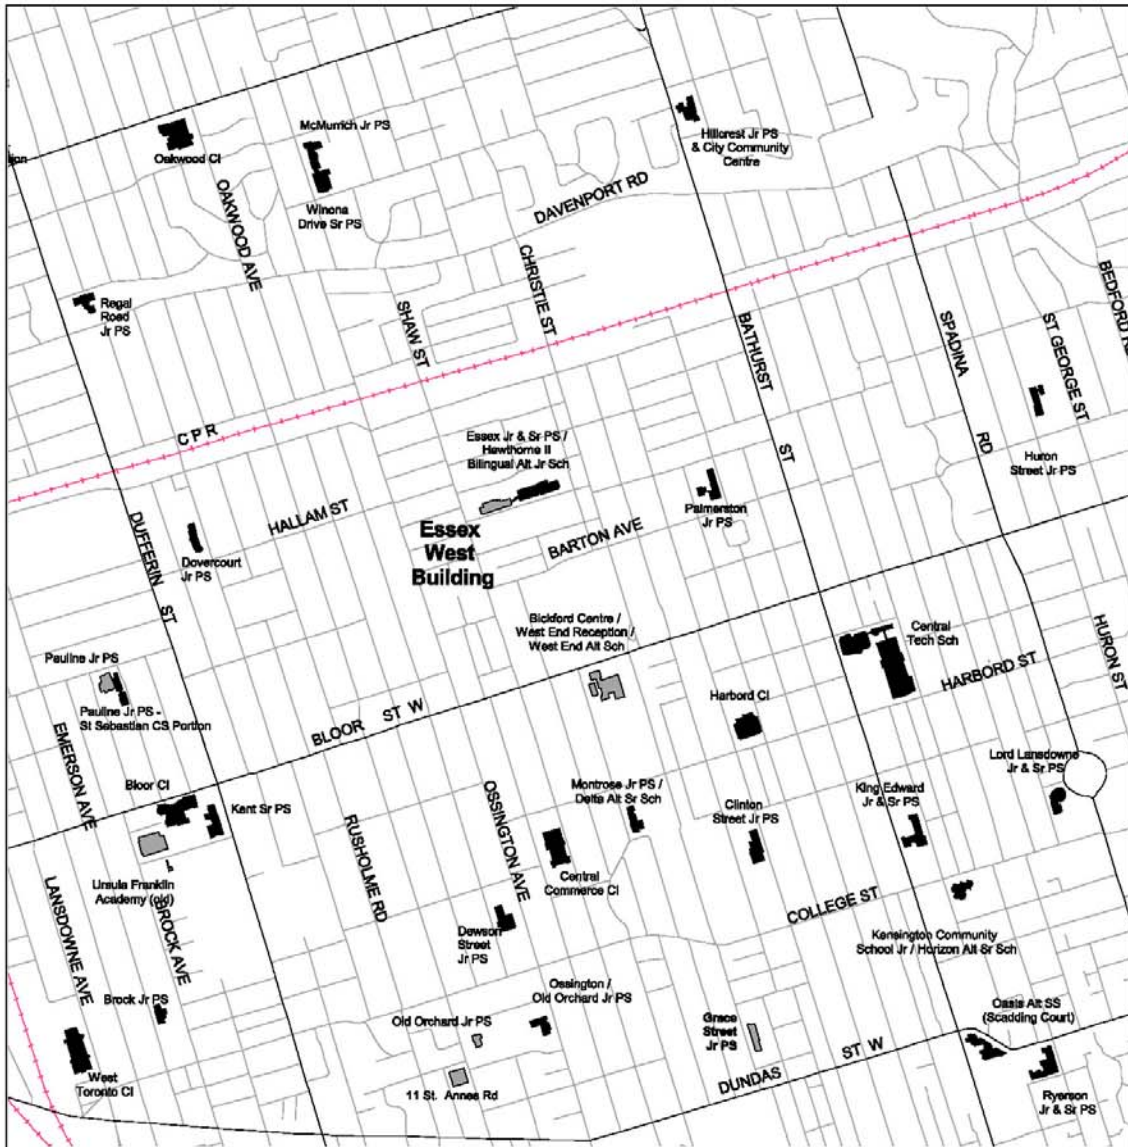 McMurrich Jr PS
Oakwood CI
Hillcrest Jr PS
& City Community
Centre
OAKWOOD AVE
Winona
Drive Sr PS
DAVENPORT RD
CHRISTIE ST
BEDFORD
Regal
Road
Jr PS
SHAW ST
BATHURST
ST
SPADINA
RD
ST GEORGE ST
C P R
Essex Jr & Sr PS /
Hawthorne II
Bilingual Alt Jr Sch
Huron
Street Jr PS
DUFFERIN ST
HALLAM ST
Palmerston
Jr PS
Essex
West
Building
BARTON AVE
Dovercourt
Jr PS
Bickford Centre /
West End Reception /
West End Alt Sch
Central
Tech Sch
HURON ST
Pauline Jr PS
HARBORD ST
Pauline Jr PS -
St Sebastian CS Portion
Harbord CI
BLOOR ST W
EMERSON AVE
Bloor CI
Kent Sr PS
OSSINGTON AVE
Montrose Jr PS /
Delta Alt Sr Sch
Clinton
Street Jr PS
King Edward
Jr & Sr PS
Lord Lansdowne
Jr & Sr PS
RUSHOLME RD
Ursula Franklin
Academy (old)
Central
Commerce CI
LANSDOWNE AVE
BROCK AVE
COLLEGE ST
Dewson
Street
Jr PS
Kensington Community
School Jr / Horizon Alt Sr Sch
Brock Jr PS
Ossington /
Old Orchard Jr PS
Old Orchard Jr PS
Grace
Street
Jr PS
Oasis Alt SS
(Scadding Court)
West
Toronto CI
11 St. Annes Rd
DUNDAS ST W
Ryerson
Jr & Sr PS